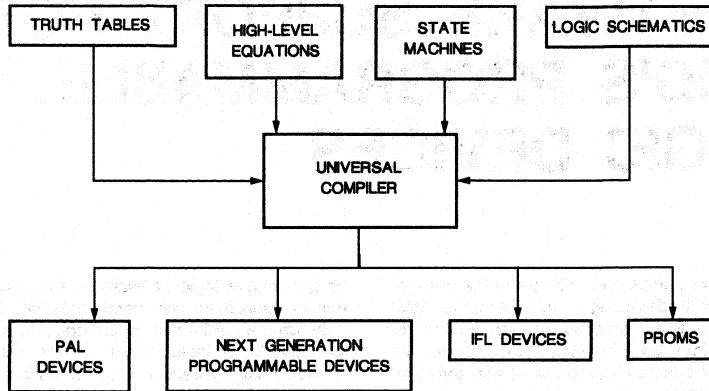 TRUTH TABLES
HIGH-LEVEL
EQUATIONS
STATE
MACHINES
LOGIC SCHEMATICS
UNIVERSAL
COMPILER
PAL
DEVICES
NEXT GENERATION
PROGRAMMABLE DEVICES
IFL DEVICES
PROMS